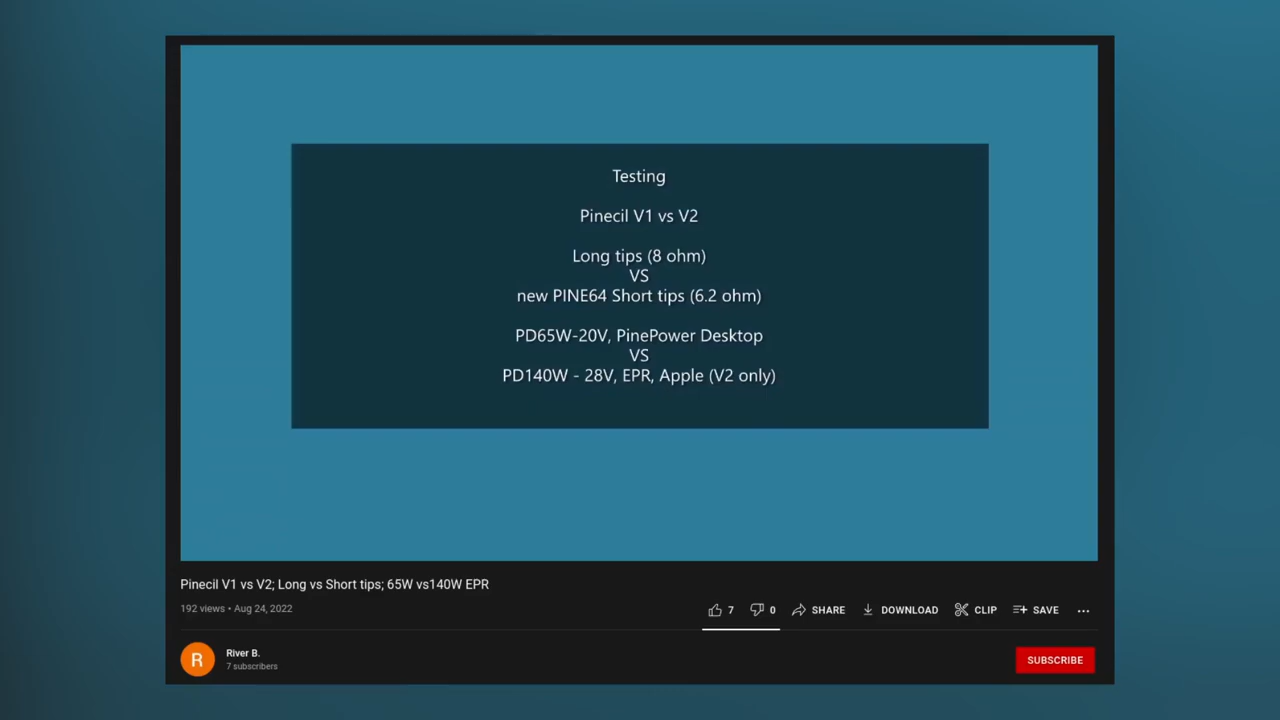 Testing
Pinecil V1 vs V2
Long tips (8 ohm)
VS
new PINE64 Short tips (6.2 ohm)
PD65W-20V, PinePower Desktop
VS
PD140W - 28V, EPR, Apple (V2 only)
Pinecil V1 vs V2; Long vs Short tips; 65W vs140W EPR
192 views • Aug 24, 2022
7 0 SHARE DOWNLOAD CLIP SAVE ...
R
River B.
7 subscribers
SUBSCRIBE